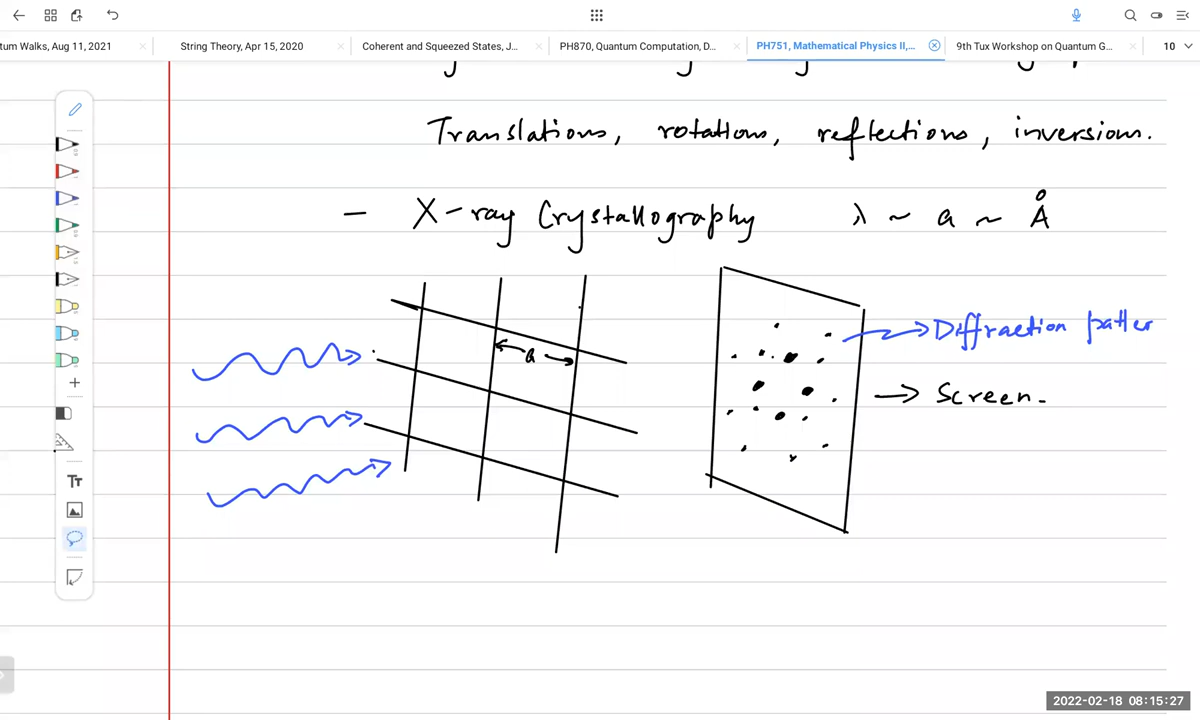 tum Walks, Aug 11, 2021
String Theory, Apr 15, 2020
Coherent and Squeezed States, J...
PH870, Quantum Computation, D...
PH751, Mathematical Physics II,...
9th Tux Workshop on Quantum G...
10
Translations, rotations, reflections, inversions.
— X-ray Crystallography λ ~ a ~ Å
a
Diffraction patter
Screen.
Tт
2022-02-18 08:15:27